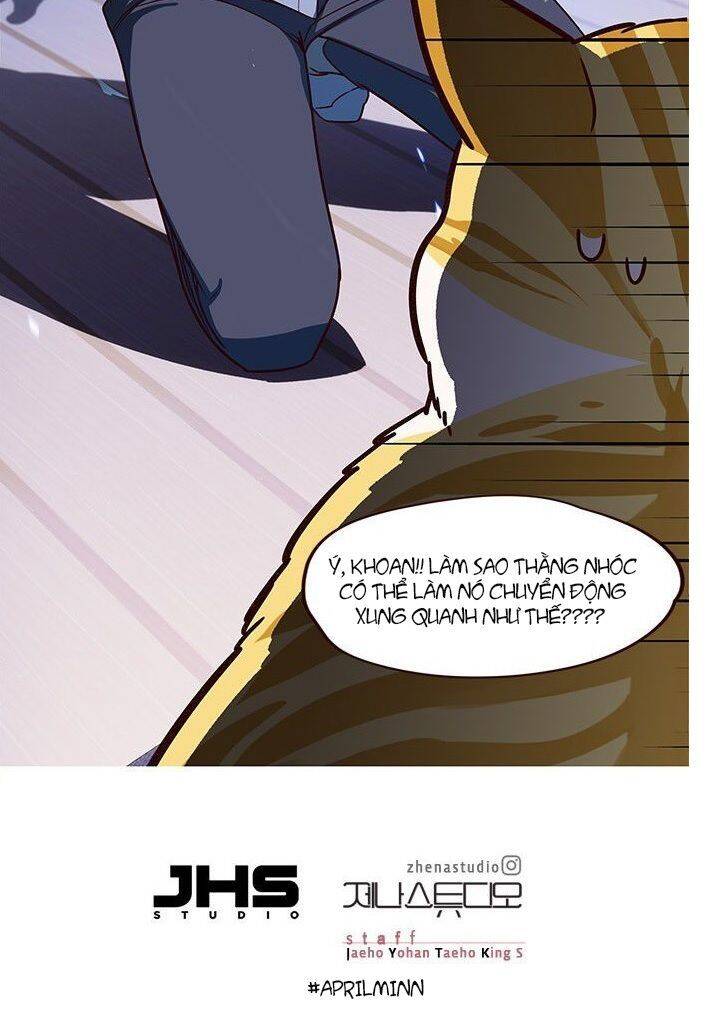 Ý, KHOAN!! LÀM SAO THẰNG NHÓC
CÓ THỂ LÀM NÓ CHUYỂN ĐỘNG
XUNG QUANH NHƯ THẾ????
JHS
STUDIO
zhenastudio
제나스튜디오
staff
Jaeho Yohan Taeho King S
#APRILMINN